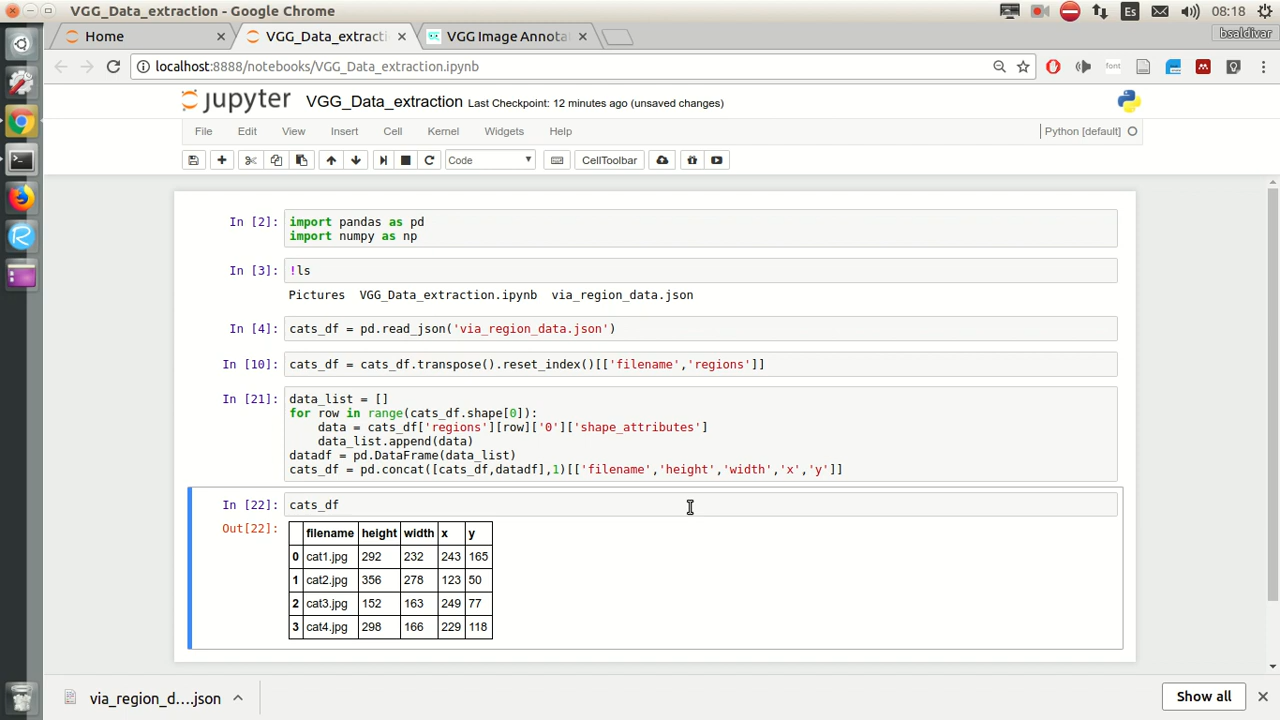 VGG_Data_extraction - Google Chrome
Es
08:18
Home
VGG_Data_extracti
VGG Image Annota
bsaldivar
localhost:8888/notebooks/VGG_Data_extraction.ipynb
font
jupyter VGG_Data_extraction Last Checkpoint: 12 minutes ago (unsaved changes)
File Edit View Insert Cell Kernel Widgets Help
Python [default]
Code
CellToolbar
In [2]: import pandas as pd
import numpy as np
In [3]: !ls
Pictures VGG_Data_extraction.ipynb via_region_data.json
In [4]: cats_df = pd.read_json('via_region_data.json')
In [10]: cats_df = cats_df.transpose().reset_index()[['filename','regions']]
In [21]: data_list = []
for row in range(cats_df.shape[0]):
data = cats_df['regions'][row]['0']['shape_attributes']
data_list.append(data)
datadf = pd.DataFrame(data_list)
cats_df = pd.concat([cats_df,datadf],1)[['filename','height','width','x','y']]
In [22]: cats_df
Out[22]:
filename height width x y
0 cat1.jpg 292 232 243 165
1 cat2.jpg 356 278 123 50
2 cat3.jpg 152 163 249 77
3 cat4.jpg 298 166 229 118
via_region_d....json
Show all